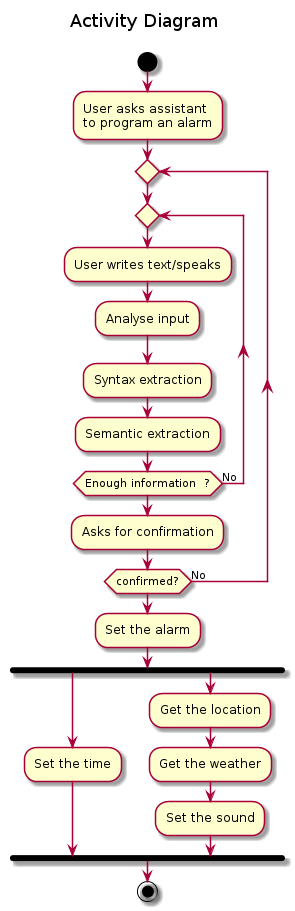 Activity Diagram
User asks assistant
to program an alarm
User writes text/speaks
Analyse input
Syntax extraction
Semantic extraction
Enough information  ?
No
Asks for confirmation
confirmed?
No
Set the alarm
Get the location
Set the time
Get the weather
Set the sound